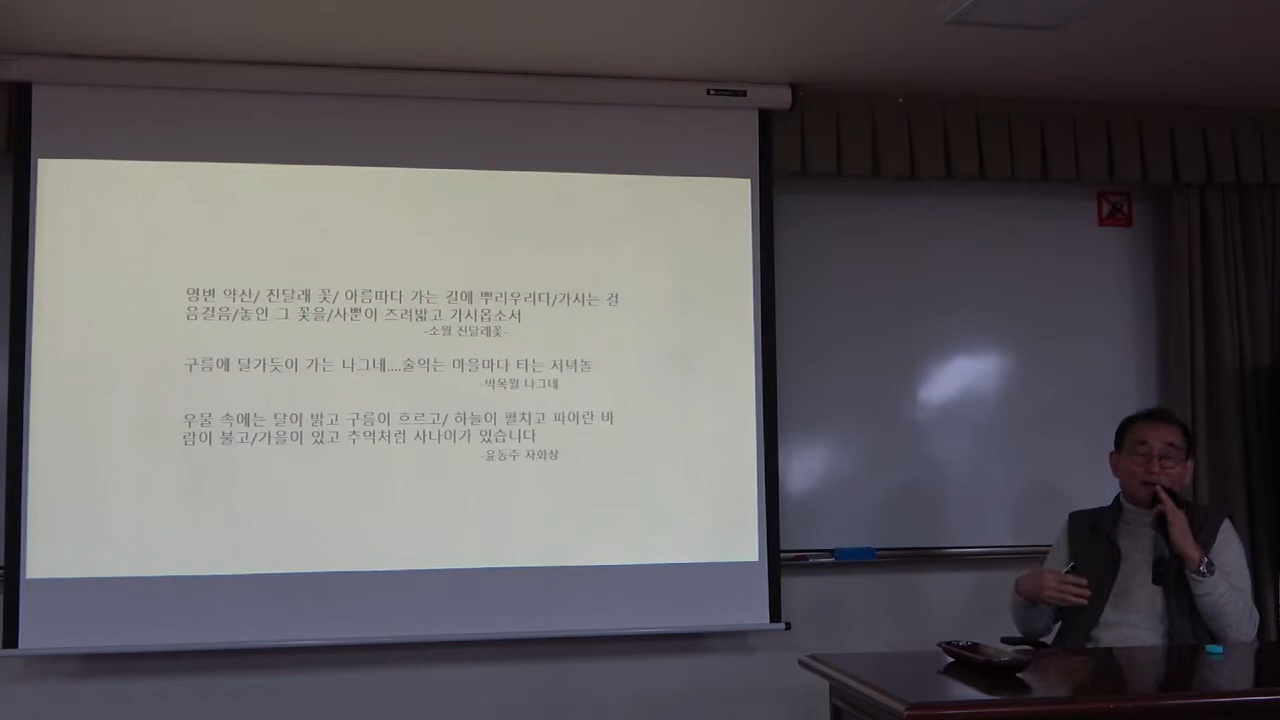 영변 약산/ 진달래 꽃/ 아름따다 가는 길에 뿌리우리다/가시는 걸
음걸음/놓인 그 꽃을/사뿐이 즈려밟고 가시옵소서
-소월 진달래꽃-
구름에 달가듯이 가는 나그네....술익는 마을마다 타는 저녁놀
-박목월 나그네
우물 속에는 달이 밝고 구름이 흐르고/ 하늘이 펼치고 파아란 바
람이 불고/가을이 있고 추억처럼 사나이가 있습니다
-윤동주 자화상